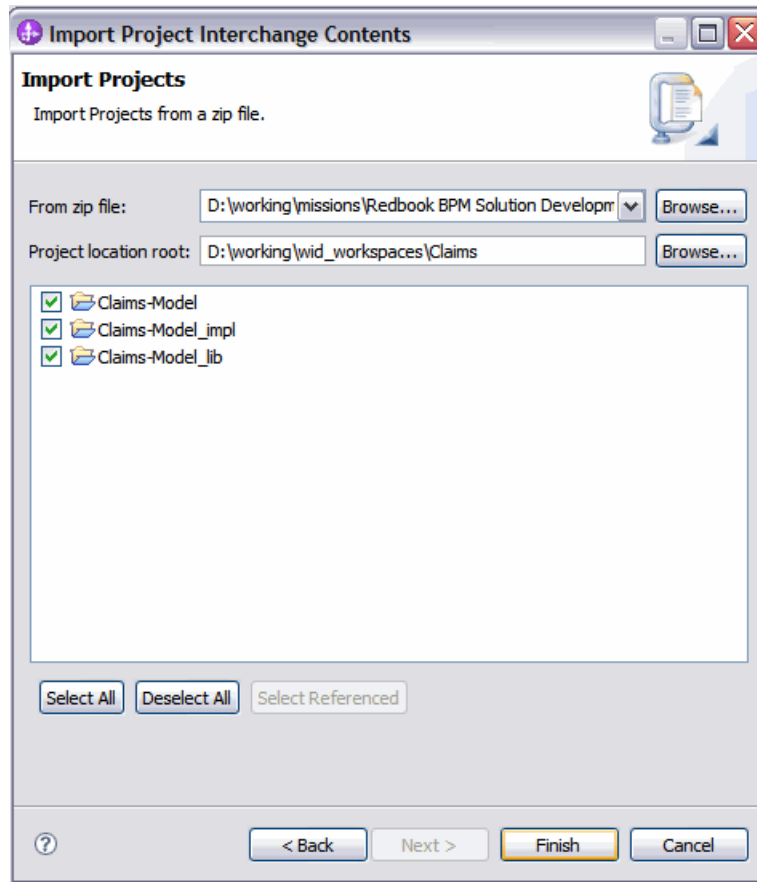 Import Project Interchange Contents
Import Projects
Import Projects from a zip file.
From zip file: D:\working\missions\Redbook BPM Solution Developm Browse...
Project location root: D:\working\wid_workspaces\Claims Browse...
Claims-Model
Claims-Model_impl
Claims-Model_lib
Select All Deselect All Select Referenced
? < Back Next > Finish Cancel